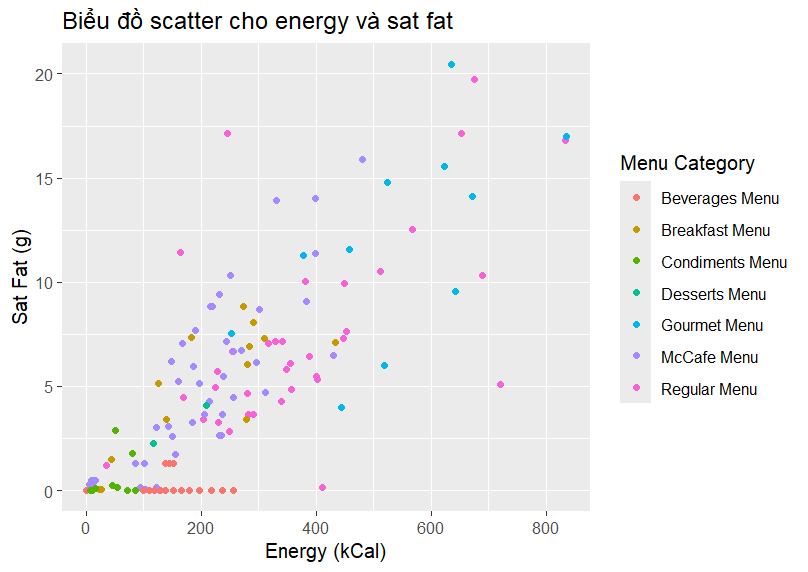 Biểu đồ scatter cho energy và sat fat
Sat Fat (g)
20
15
10
5
0
0 200 400 600 800
Energy (kCal)
Menu Category
Beverages Menu
Breakfast Menu
Condiments Menu
Desserts Menu
Gourmet Menu
McCafe Menu
Regular Menu